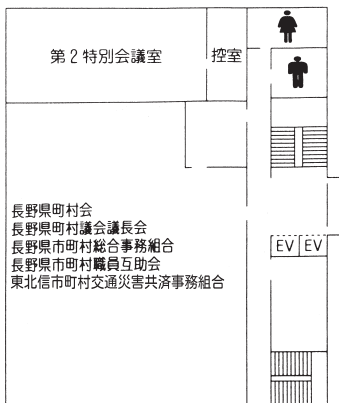 第2特別会議室
控室
長野県町村会
長野県町村議会議長会
長野県市町村総合事務組合
長野県市町村職員互助会
東北信市町村交通災害共済事務組合
EV EV